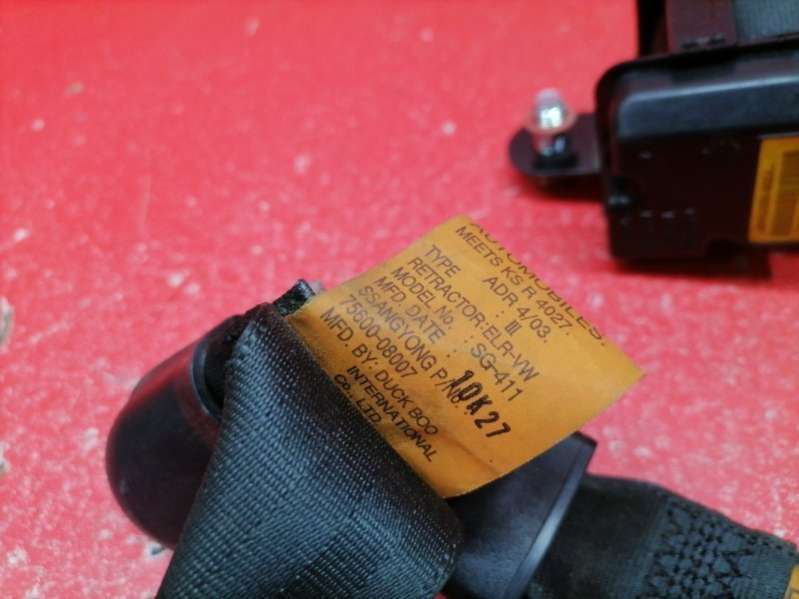 AUTOMOBILES.
MEETS KS R 4027.
ADR 4/03.
TYPE : III
RETRACTOR:ELR-VW
MODEL No. : SG-411
MFD. DATE : 10K27
SSANGYONG P/No.
75600-08007
MFD. BY: DUCK BOO
INTERNATIONAL
CO. LTD.